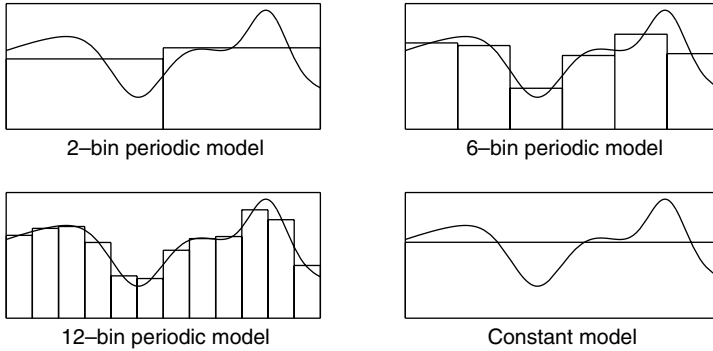 2–bin periodic model
6–bin periodic model
12–bin periodic model
Constant model